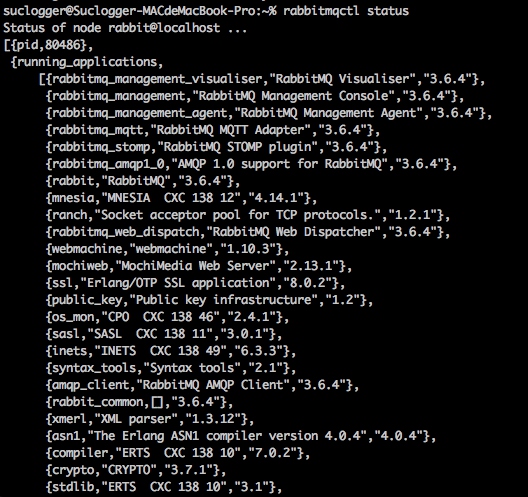 suclogger@Suclogger-MACdeMacBook-Pro:~% rabbitmqctl status
Status of node rabbit@localhost ...
[{pid,80486},
 {running_applications,
     [{rabbitmq_management_visualiser,"RabbitMQ Visualiser","3.6.4"},
      {rabbitmq_management,"RabbitMQ Management Console","3.6.4"},
      {rabbitmq_management_agent,"RabbitMQ Management Agent","3.6.4"},
      {rabbitmq_mqtt,"RabbitMQ MQTT Adapter","3.6.4"},
      {rabbitmq_stomp,"RabbitMQ STOMP plugin","3.6.4"},
      {rabbitmq_amqp1_0,"AMQP 1.0 support for RabbitMQ","3.6.4"},
      {rabbit,"RabbitMQ","3.6.4"},
      {mnesia,"MNESIA  CXC 138 12","4.14.1"},
      {ranch,"Socket acceptor pool for TCP protocols.","1.2.1"},
      {rabbitmq_web_dispatch,"RabbitMQ Web Dispatcher","3.6.4"},
      {webmachine,"webmachine","1.10.3"},
      {mochiweb,"MochiMedia Web Server","2.13.1"},
      {ssl,"Erlang/OTP SSL application","8.0.2"},
      {public_key,"Public key infrastructure","1.2"},
      {os_mon,"CPO  CXC 138 46","2.4.1"},
      {sasl,"SASL  CXC 138 11","3.0.1"},
      {inets,"INETS  CXC 138 49","6.3.3"},
      {syntax_tools,"Syntax tools","2.1"},
      {amqp_client,"RabbitMQ AMQP Client","3.6.4"},
      {rabbit_common,[],"3.6.4"},
      {xmerl,"XML parser","1.3.12"},
      {asn1,"The Erlang ASN1 compiler version 4.0.4","4.0.4"},
      {compiler,"ERTS  CXC 138 10","7.0.2"},
      {crypto,"CRYPTO","3.7.1"},
      {stdlib,"ERTS  CXC 138 10","3.1"},